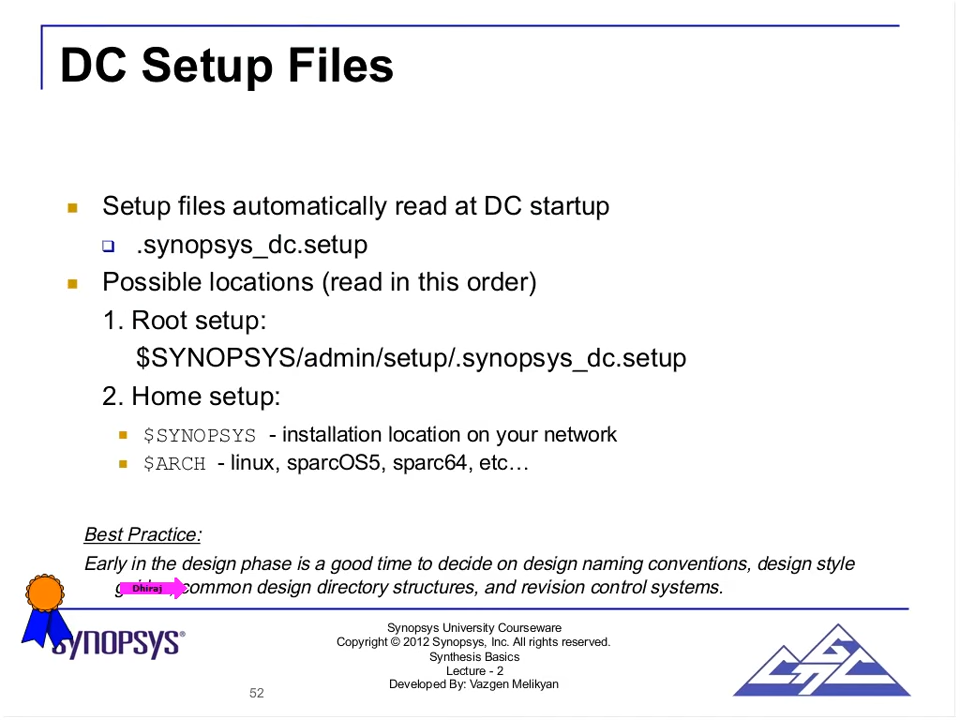 DC Setup Files
Setup files automatically read at DC startup
.synopsys_dc.setup
Possible locations (read in this order)
1. Root setup:
$SYNOPSYS/admin/setup/.synopsys_dc.setup
2. Home setup:
$SYNOPSYS - installation location on your network
$ARCH - linux, sparcOS5, sparc64, etc…
Best Practice:
Early in the design phase is a good time to decide on design naming conventions, design style
common design directory structures, and revision control systems.
Dhiraj
SYNOPSYS®
Synopsys University Courseware
Copyright © 2012 Synopsys, Inc. All rights reserved.
Synthesis Basics
Lecture - 2
Developed By: Vazgen Melikyan
52